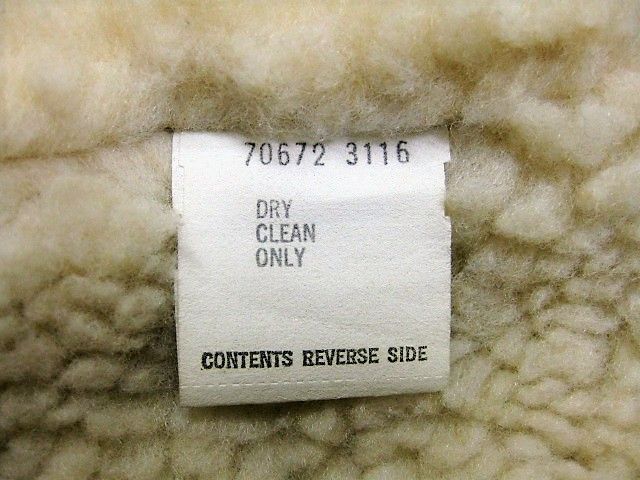 70672 3116
DRY
CLEAN
ONLY
CONTENTS REVERSE SIDE